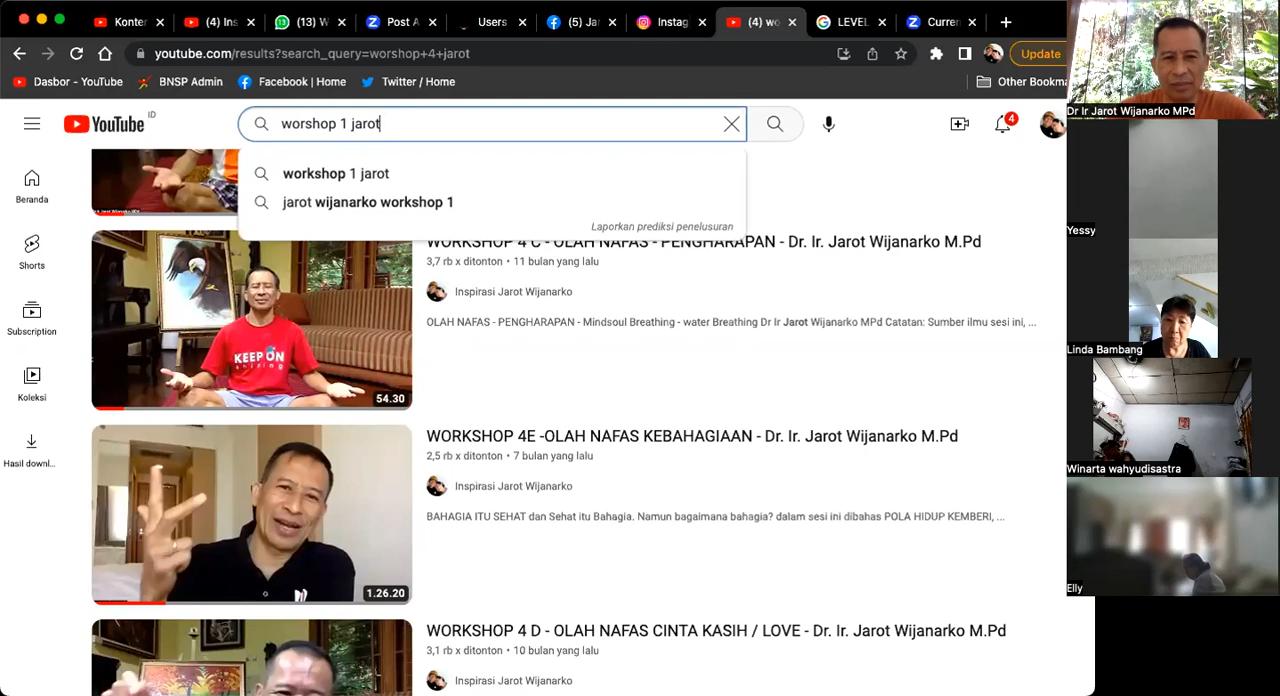 Konter
(4) Ins
(13) W
Post A
Users
(5) Jar
Instag
(4) wo
LEVEL
Curren
youtube.com/results?search_query=worshop+4+jarot
Update
Dasbor - YouTube
BNSP Admin
Facebook | Home
Twitter / Home
Other Bookma
Dr Ir Jarot Wijanarko MPd
YouTube
ID
worshop 1 jarot
4
workshop 1 jarot
jarot wijanarko workshop 1
Laporkan prediksi penelusuran
Beranda
Shorts
Subscription
Koleksi
Hasil downl...
WORKSHOP 4 C - OLAH NAFAS - PENGHARAPAN - Dr. Ir. Jarot Wijanarko M.Pd
3,7 rb x ditonton • 11 bulan yang lalu
Inspirasi Jarot Wijanarko
OLAH NAFAS - PENGHARAPAN - Mindsoul Breathing - water Breathing Dr Ir Jarot Wijanarko MPd Catatan: Sumber ilmu sesi ini, ...
KEEP ON
shining
54.30
WORKSHOP 4E -OLAH NAFAS KEBAHAGIAAN - Dr. Ir. Jarot Wijanarko M.Pd
2,5 rb x ditonton • 7 bulan yang lalu
Inspirasi Jarot Wijanarko
BAHAGIA ITU SEHAT dan Sehat itu Bahagia. Namun bagaimana bahagia? dalam sesi ini dibahas POLA HIDUP KEMBERI, ...
1.26.20
WORKSHOP 4 D - OLAH NAFAS CINTA KASIH / LOVE - Dr. Ir. Jarot Wijanarko M.Pd
3,1 rb x ditonton • 10 bulan yang lalu
Inspirasi Jarot Wijanarko
Yessy
Linda Bambang
Winarta wahyudisastra
Elly